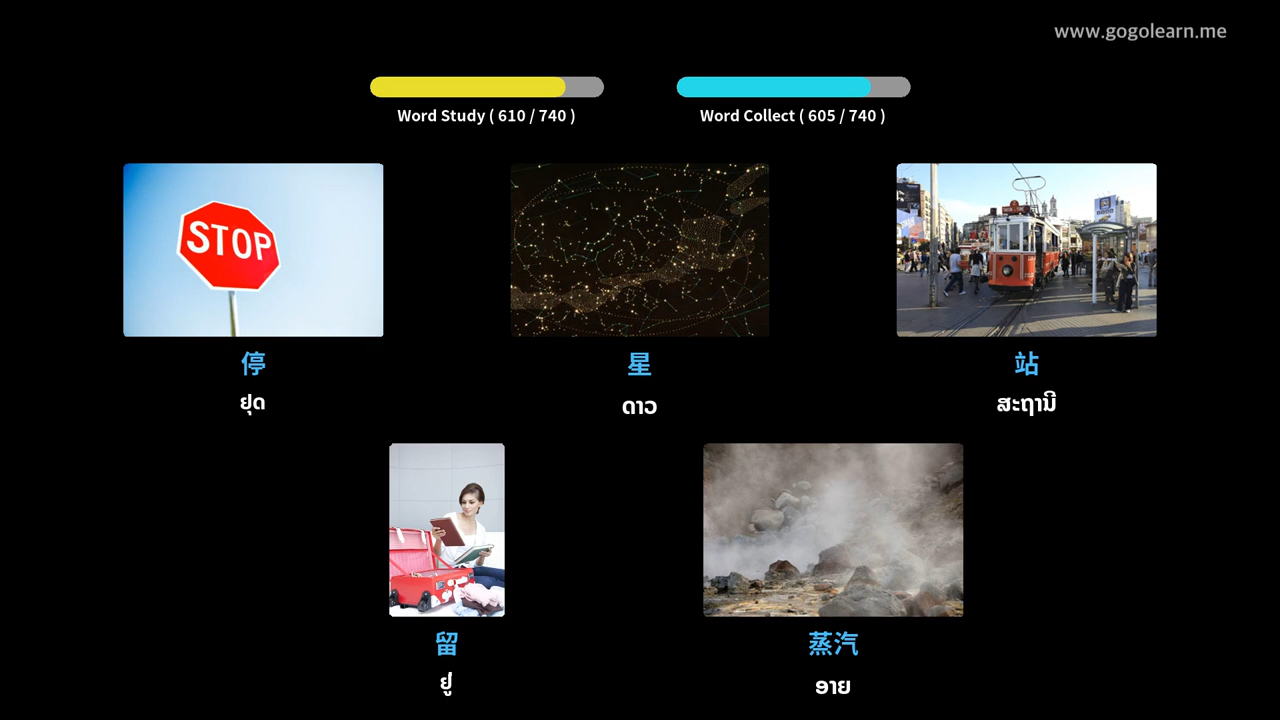 www.gogolearn.me
Word Study ( 610 / 740 )
Word Collect ( 605 / 740 )
STOP
停
星
站
ຢຸດ
ດາວ
ສະຖານີ
留
蒸汽
ຢູ່
ອາຍ